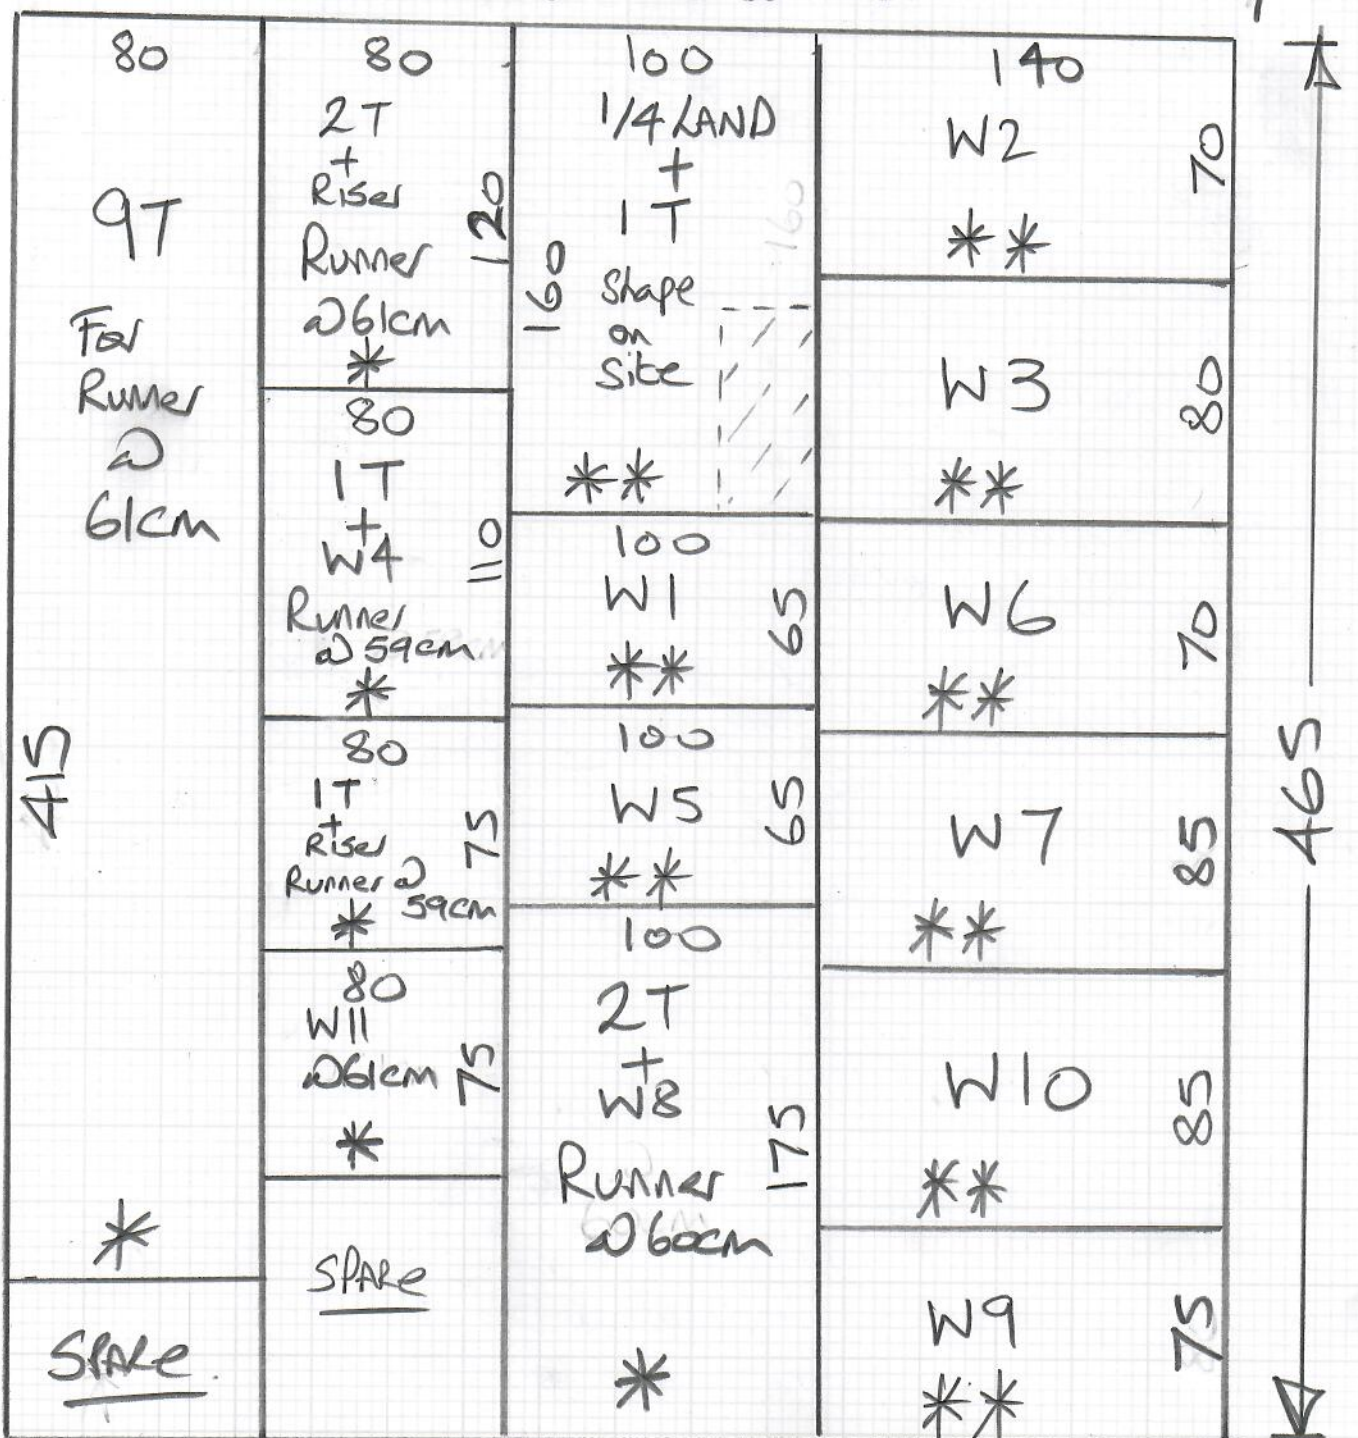 80
9T
For
Runner
@
61cm
415
*
SPARE
80
2T
+
Riser
Runner
@61cm
*
120
80
1T
+
W4
Runner
@59cm
*
110
80
1T
+
Riser
Runner @
59cm
*
75
80
W11
@61cm
*
75
SPARE
100
1/4 LAND
+
1T
Shape
on
Site
**
160
160
100
W1
**
65
100
W5
**
65
100
2T
+
W8
Runner
@60cm
*
175
140
W2
**
70
W3
**
80
W6
**
70
W7
**
85
W10
**
85
W9
**
75
465